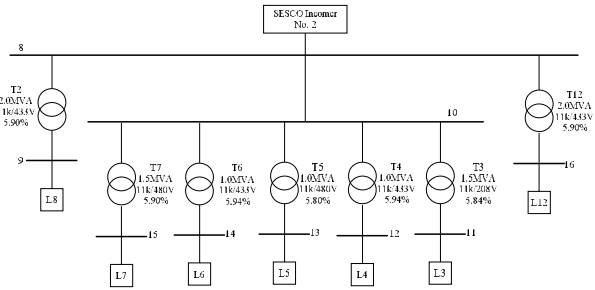 SESCO Incomer
No. 2
8
T2
2.0MVA
11k/433V
5.90%
9
L8
10
T7
1.5MVA
11k/480V
5.90%
15
L7
T6
1.0MVA
11k/433V
5.94%
14
L6
T5
1.0MVA
11k/480V
5.80%
13
L5
T4
1.0MVA
11k/433V
5.94%
12
L4
T3
1.5MVA
11k/208V
5.84%
11
L3
T12
2.0MVA
11k/433V
5.90%
16
L12